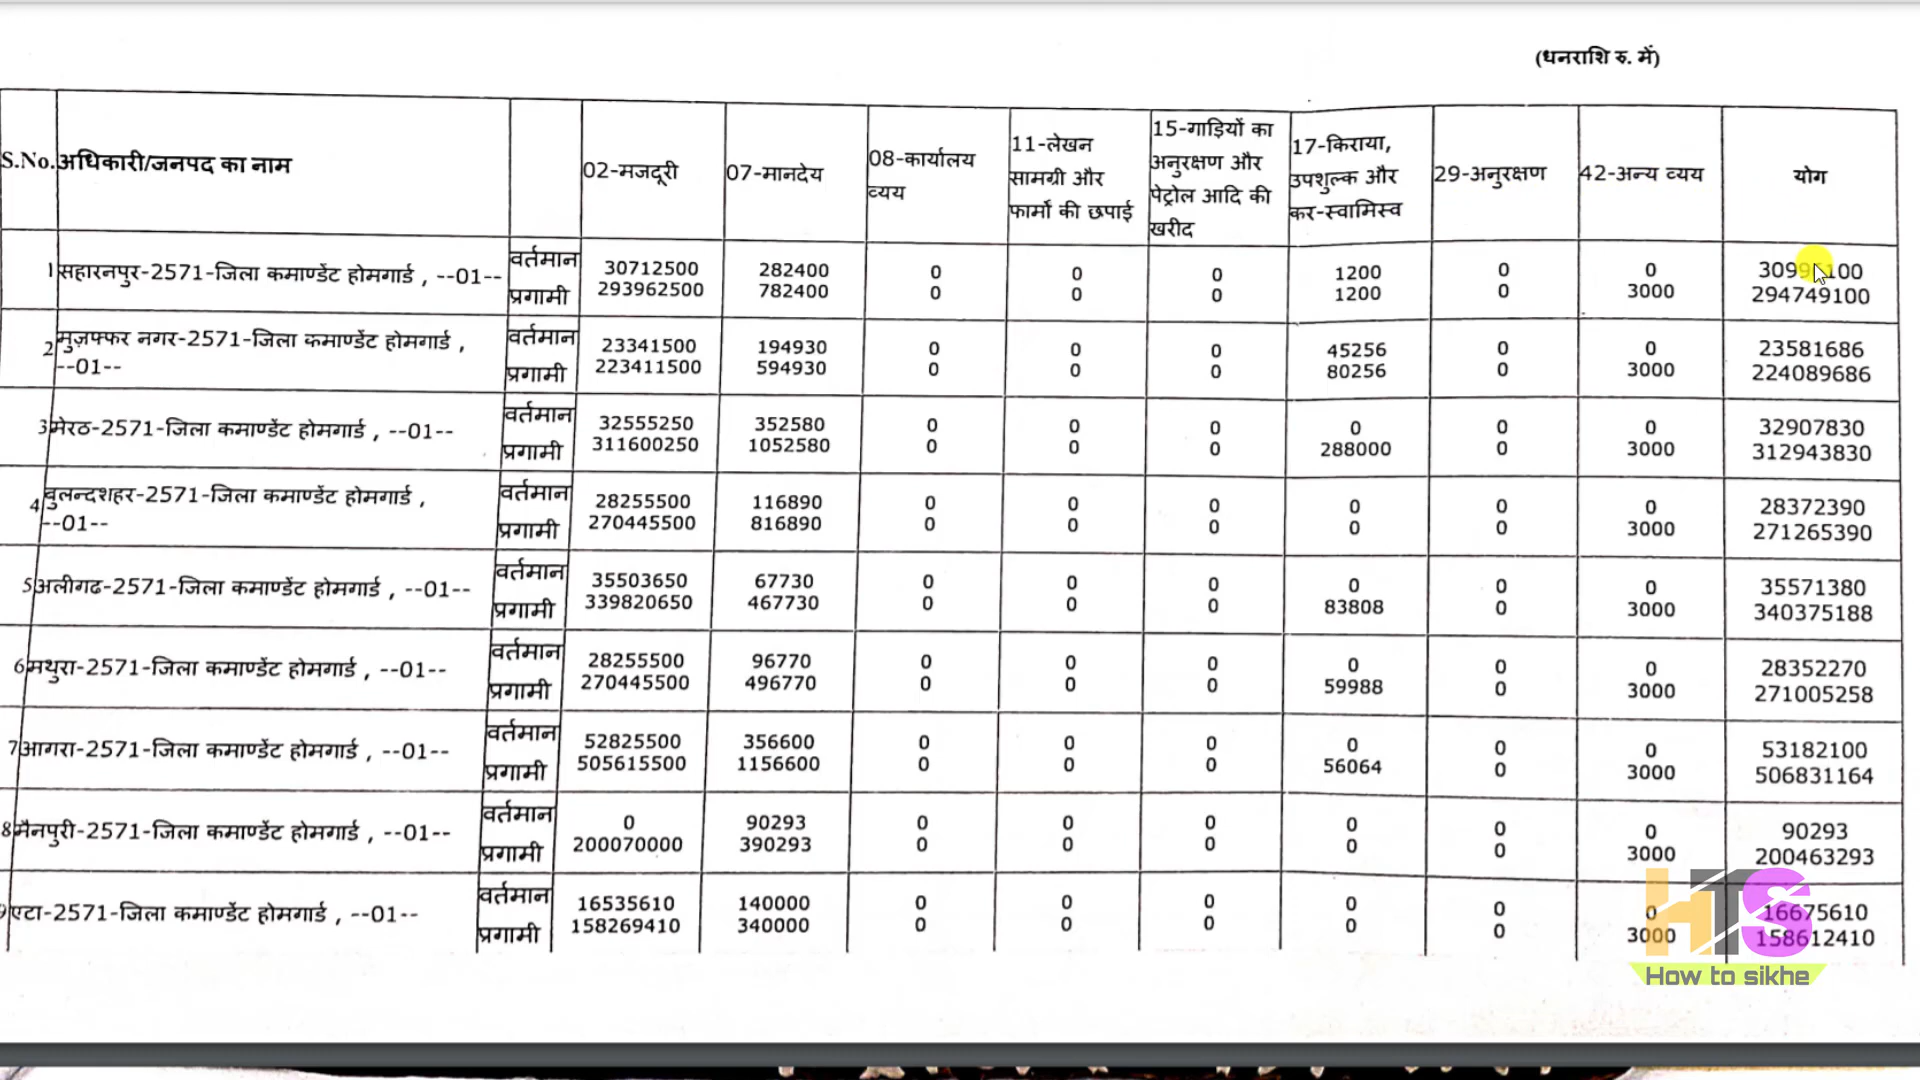 (धनराशि रु. में)
S.No. अधिकारी/जनपद का नाम 02-मजदूरी 07-मानदेय 08-कार्यालय व्यय 11-लेखन सामग्री और फार्मों की छपाई 15-गाड़ियों का अनुरक्षण और पेट्रोल आदि की खरीद 17-किराया, उपशुल्क और कर-स्वामिस्व 29-अनुरक्षण 42-अन्य व्यय योग
1 सहारनपुर-2571-जिला कमाण्डेंट होमगार्ड , --01--
वर्तमान 30712500 282400 0 0 0 1200 0 0
प्रगामी 293962500 782400 0 0 0 1200 0 3000 294749100
2 मुज़फ्फर नगर-2571-जिला कमाण्डेंट होमगार्ड ,
--01--
वर्तमान 23341500 194930 0 0 0 45256 0 0 23581686
प्रगामी 223411500 594930 0 0 0 80256 0 3000 224089686
3 मेरठ-2571-जिला कमाण्डेंट होमगार्ड , --01--
वर्तमान 32555250 352580 0 0 0 0 0 0 32907830
प्रगामी 311600250 1052580 0 0 0 288000 0 3000 312943830
4 बुलन्दशहर-2571-जिला कमाण्डेंट होमगार्ड ,
--01--
वर्तमान 28255500 116890 0 0 0 0 0 0 28372390
प्रगामी 270445500 816890 0 0 0 0 0 3000 271265390
5 अलीगढ-2571-जिला कमाण्डेंट होमगार्ड , --01--
वर्तमान 35503650 67730 0 0 0 0 0 0 35571380
प्रगामी 339820650 467730 0 0 0 83808 0 3000 340375188
6 मथुरा-2571-जिला कमाण्डेंट होमगार्ड , --01--
वर्तमान 28255500 96770 0 0 0 0 0 0 28352270
प्रगामी 270445500 496770 0 0 0 59988 0 3000 271005258
7 आगरा-2571-जिला कमाण्डेंट होमगार्ड , --01--
वर्तमान 52825500 356600 0 0 0 0 0 0 53182100
प्रगामी 505615500 1156600 0 0 0 56064 0 3000 506831164
8 मैनपुरी-2571-जिला कमाण्डेंट होमगार्ड , --01--
वर्तमान 0 90293 0 0 0 0 0 0 90293
प्रगामी 200070000 390293 0 0 0 0 0 3000 200463293
9 एटा-2571-जिला कमाण्डेंट होमगार्ड , --01--
वर्तमान 16535610 140000 0 0 0 0 0 0 16675610
प्रगामी 158269410 340000 0 0 0 0 0 3000 158612410
HTS
How to sikhe